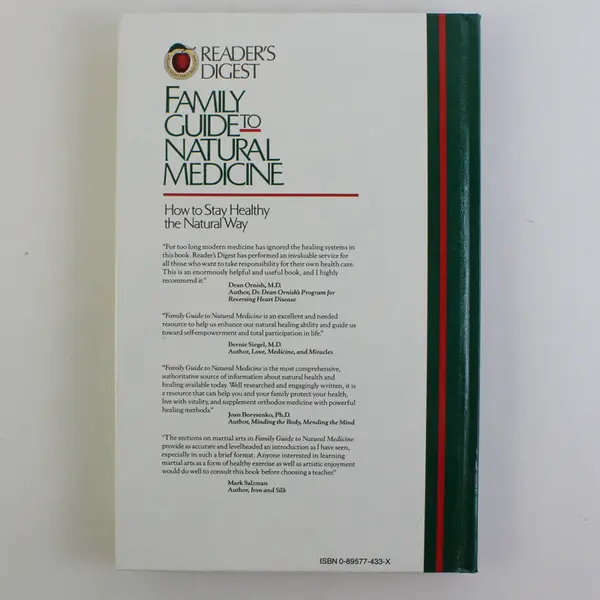 READER'S
DIGEST
FAMILY
GUIDE TO
NATURAL
MEDICINE
How to Stay Healthy
the Natural Way
"For too long modern medicine has ignored the healing systems in
this book. Reader's Digest has performed an invaluable service for
all those who want to take responsibility for their own health care.
This is an enormously helpful and useful book, and I highly
recommend it."
Dean Ornish, M.D.
Author, Dr. Dean Ornish's Program for
Reversing Heart Disease
"Family Guide to Natural Medicine is an excellent and needed
resource to help us enhance our natural healing ability and guide us
toward self-empowerment and total participation in life."
Bernie Siegel, M.D.
Author, Love, Medicine, and Miracles
"Family Guide to Natural Medicine is the most comprehensive,
authoritative source of information about natural health and
healing available today. Well researched and engagingly written, it is
a resource that can help you and your family protect your health,
live with vitality, and supplement orthodox medicine with powerful
healing methods."
Joan Borysenko, Ph.D.
Author, Minding the Body, Mending the Mind
"The sections on martial arts in Family Guide to Natural Medicine
provide as accurate and levelheaded an introduction as I have seen,
especially in such a brief format. Anyone interested in learning
martial arts as a form of healthy exercise as well as artistic enjoyment
would do well to consult this book before choosing a teacher."
Mark Salzman
Author, Iron and Silk
ISBN 0-89577-433-X